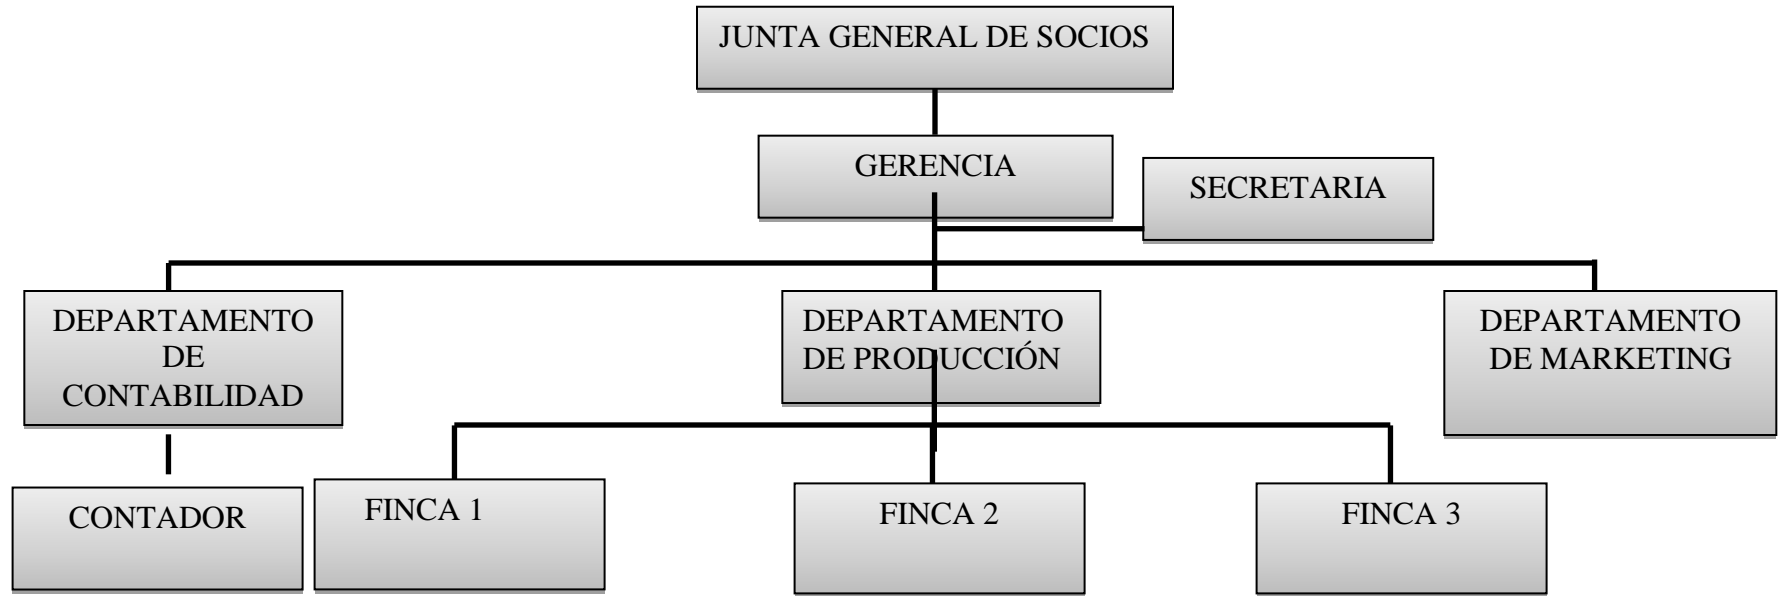 JUNTA GENERAL DE SOCIOS
GERENCIA
SECRETARIA
DEPARTAMENTO
DE
CONTABILIDAD
DEPARTAMENTO
DE PRODUCCIÓN
DEPARTAMENTO
DE MARKETING
CONTADOR
FINCA 1
FINCA 2
FINCA 3